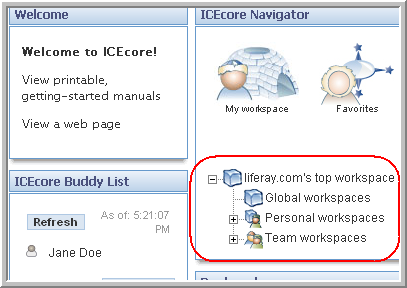 Welcome
Welcome to ICEcore!
View printable,
getting-started manuals
View a web page
ICEcore Buddy List
Refresh
As of: 5:21:07
PM
Jane Doe
ICEcore Navigator
My workspace
Favorites
liferay.com's top workspace
Global workspaces
Personal workspaces
Team workspaces